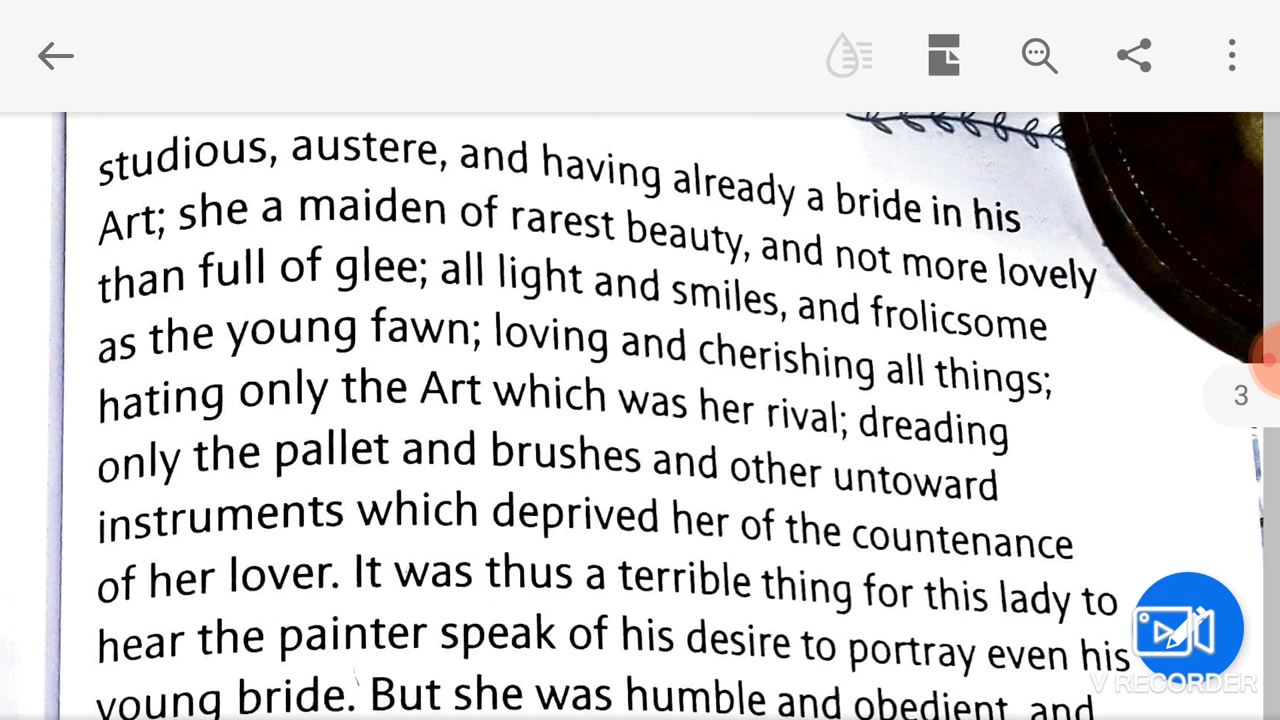 studious, austere, and having already a bride in his
Art; she a maiden of rarest beauty, and not more lovely
than full of glee; all light and smiles, and frolicsome
as the young fawn; loving and cherishing all things;
hating only the Art which was her rival; dreading
only the pallet and brushes and other untoward
instruments which deprived her of the countenance
of her lover. It was thus a terrible thing for this lady to
hear the painter speak of his desire to portray even his
young bride. But she was humble and obedient, and
3
V RECORDER